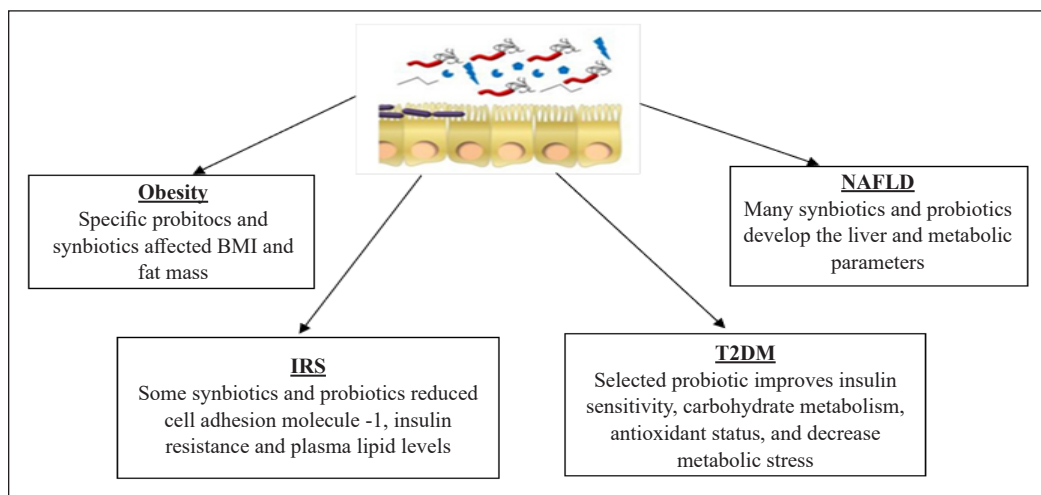 Obesity
Specific probitocs and
synbiotics affected BMI and
fat mass
NAFLD
Many synbiotics and probiotics
develop the liver and metabolic
parameters
IRS
Some synbiotics and probiotics reduced
cell adhesion molecule -1, insulin
resistance and plasma lipid levels
T2DM
Selected probiotic improves insulin
sensitivity, carbohydrate metabolism,
antioxidant status, and decrease
metabolic stress